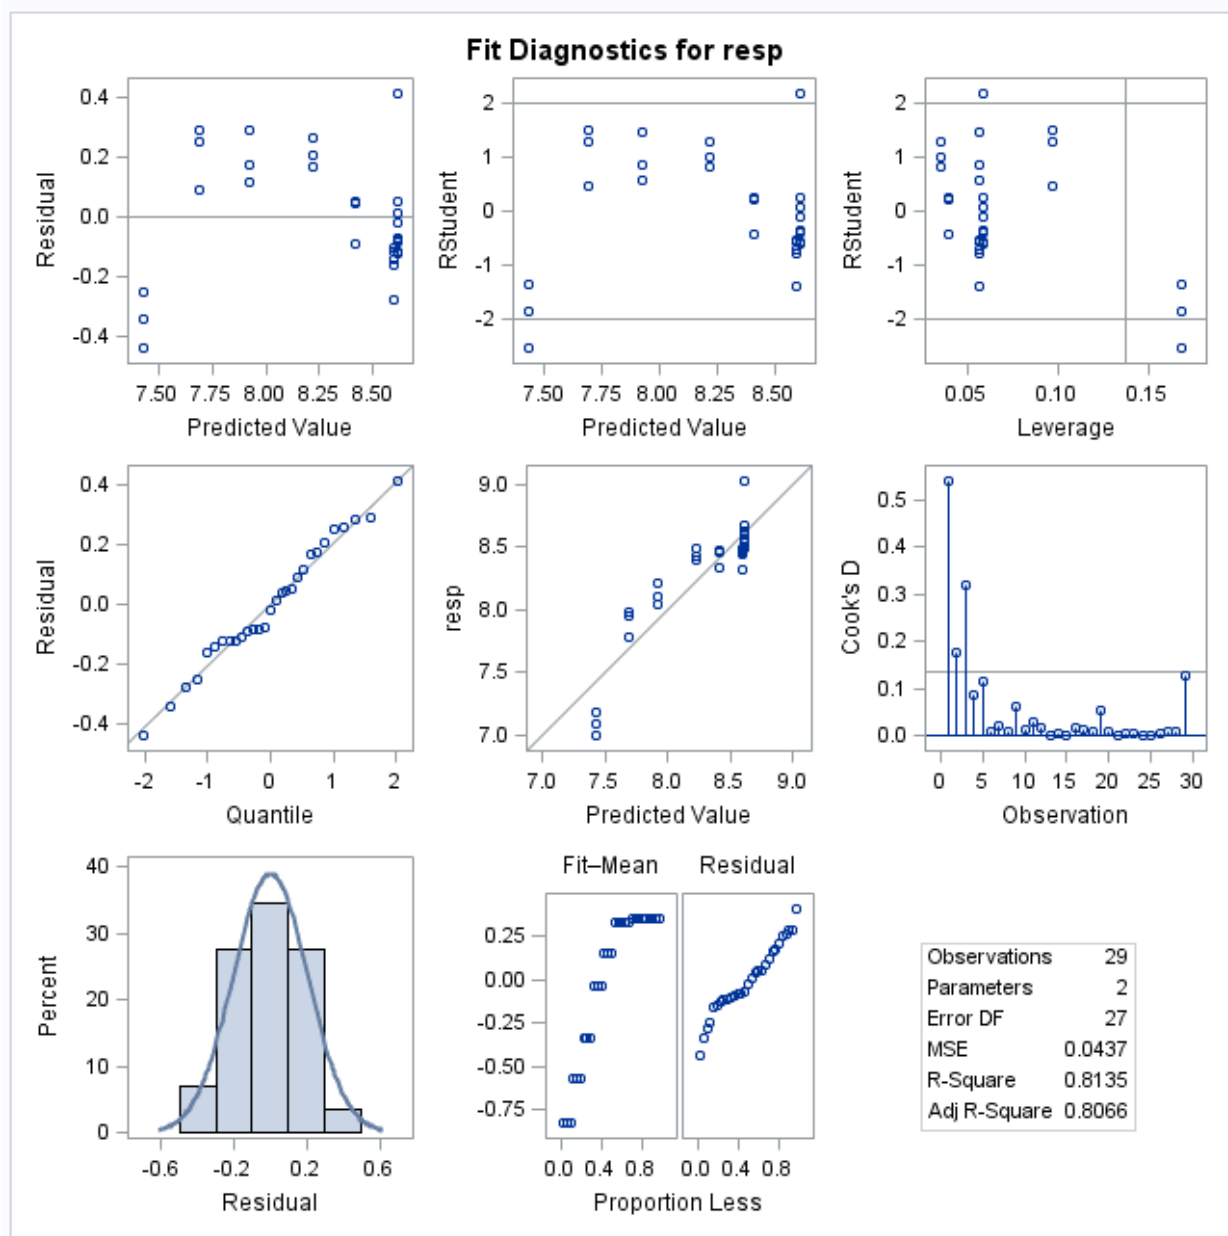 Fit Diagnostics for resp
0.4
0.2
0.0
-0.2
-0.4
Residual
7.50 7.75 8.00 8.25 8.50
Predicted Value
2
1
0
-1
-2
RStudent
7.50 7.75 8.00 8.25 8.50
Predicted Value
2
1
0
-1
-2
RStudent
0.05 0.10 0.15
Leverage
0.4
0.2
0.0
-0.2
-0.4
Residual
-2 -1 0 1 2
Quantile
9.0
8.5
8.0
7.5
7.0
resp
7.0 7.5 8.0 8.5 9.0
Predicted Value
0.5
0.4
0.3
0.2
0.1
0.0
Cook's D
0 5 10 15 20 25 30
Observation
40
30
20
10
0
Percent
-0.6 -0.2 0.2 0.6
Residual
Fit–Mean Residual
0.25
0.00
-0.25
-0.50
-0.75
0.0 0.4 0.8 0.0 0.4 0.8
Proportion Less
Observations 29
Parameters 2
Error DF 27
MSE 0.0437
R-Square 0.8135
Adj R-Square 0.8066